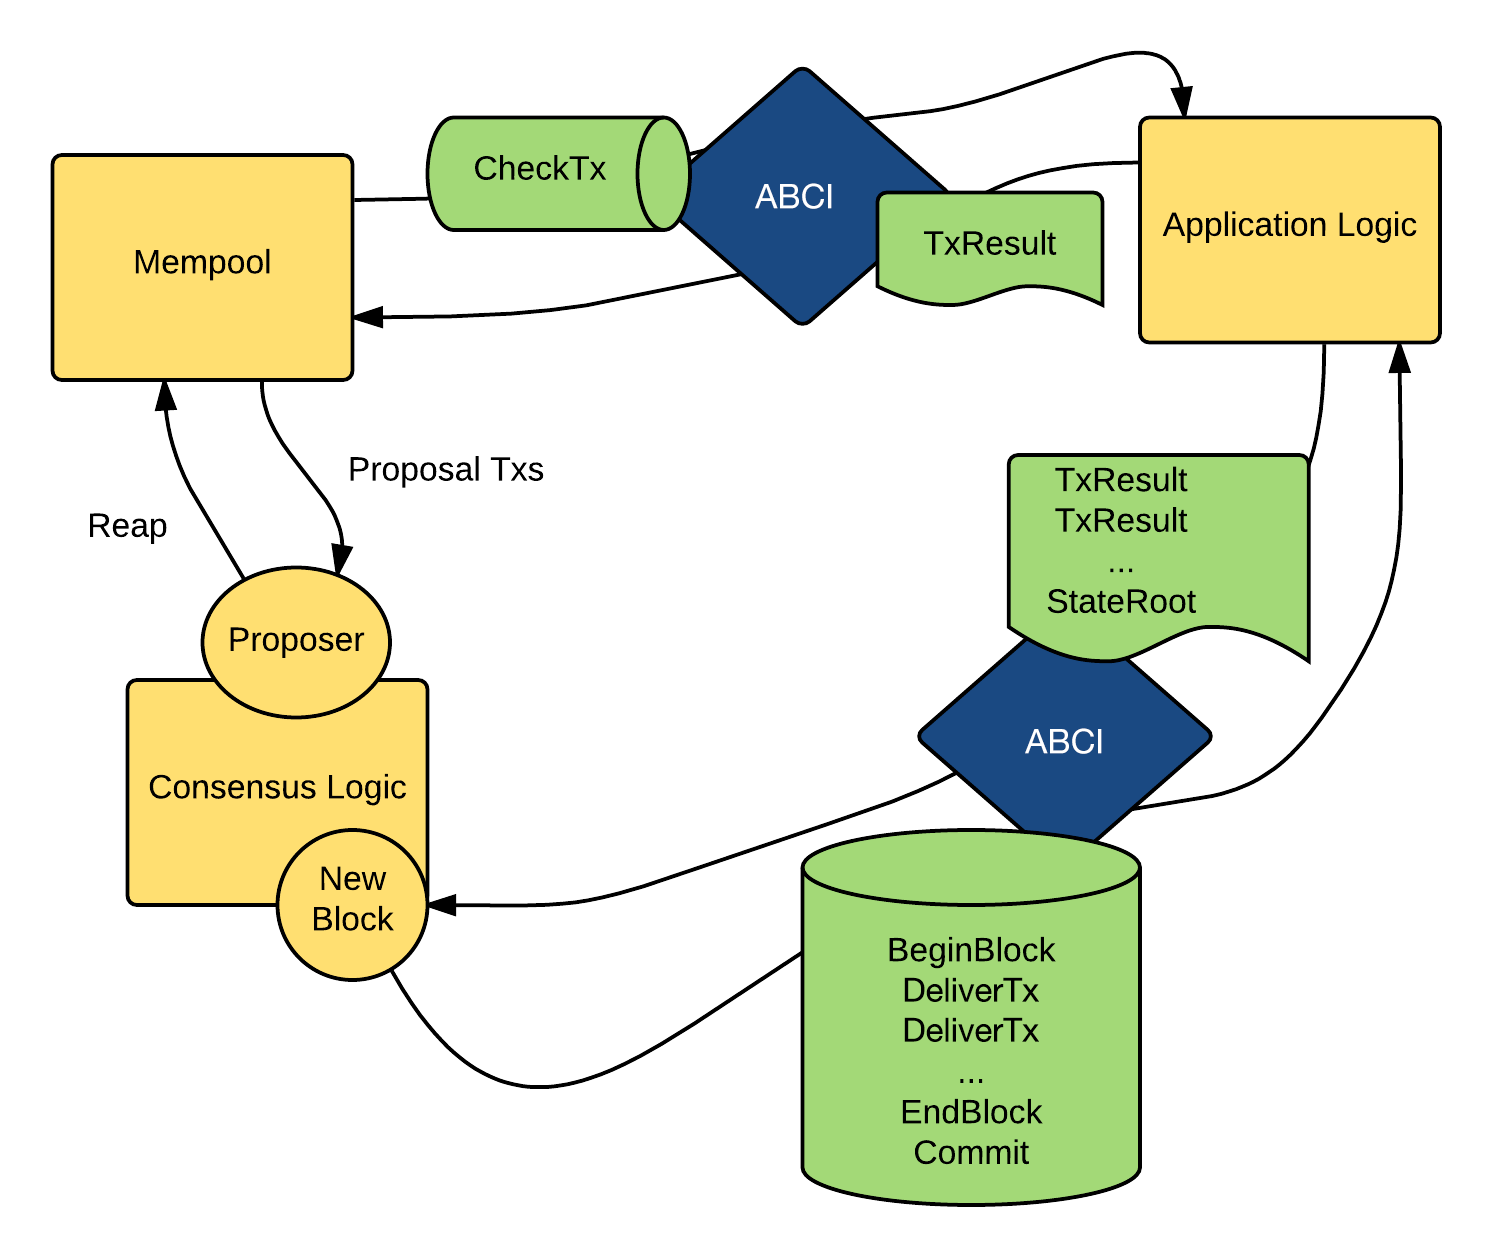 CheckTx
ABCI
TxResult
Application Logic
Mempool
Proposal Txs
Reap
TxResult
TxResult
...
StateRoot
Proposer
ABCI
Consensus Logic
New
Block
BeginBlock
DeliverTx
DeliverTx
...
EndBlock
Commit